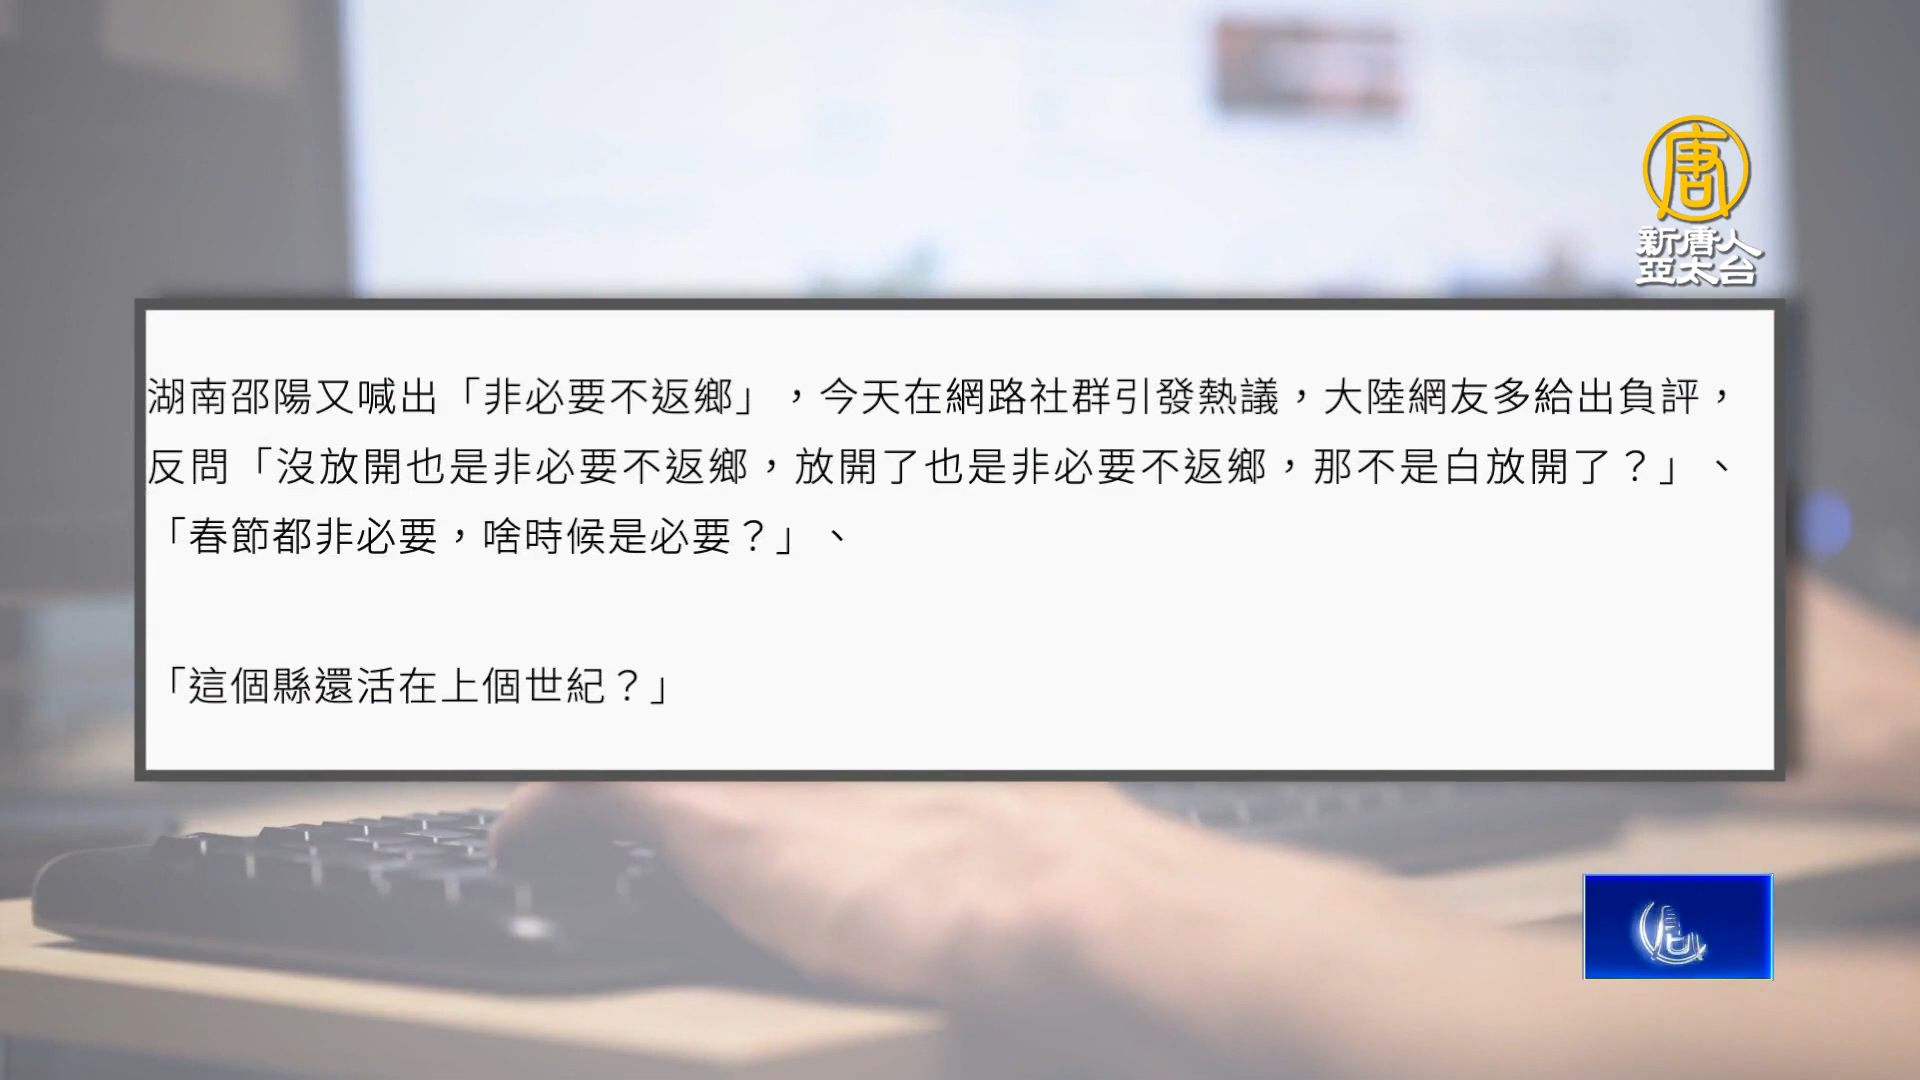 唐
新唐人
亞太台
湖南邵陽又喊出「非必要不返鄉」，今天在網路社群引發熱議，大陸網友多給出負評，
反問「沒放開也是非必要不返鄉，放開了也是非必要不返鄉，那不是白放開了？」、
「春節都非必要，啥時候是必要？」、
「這個縣還活在上個世紀？」